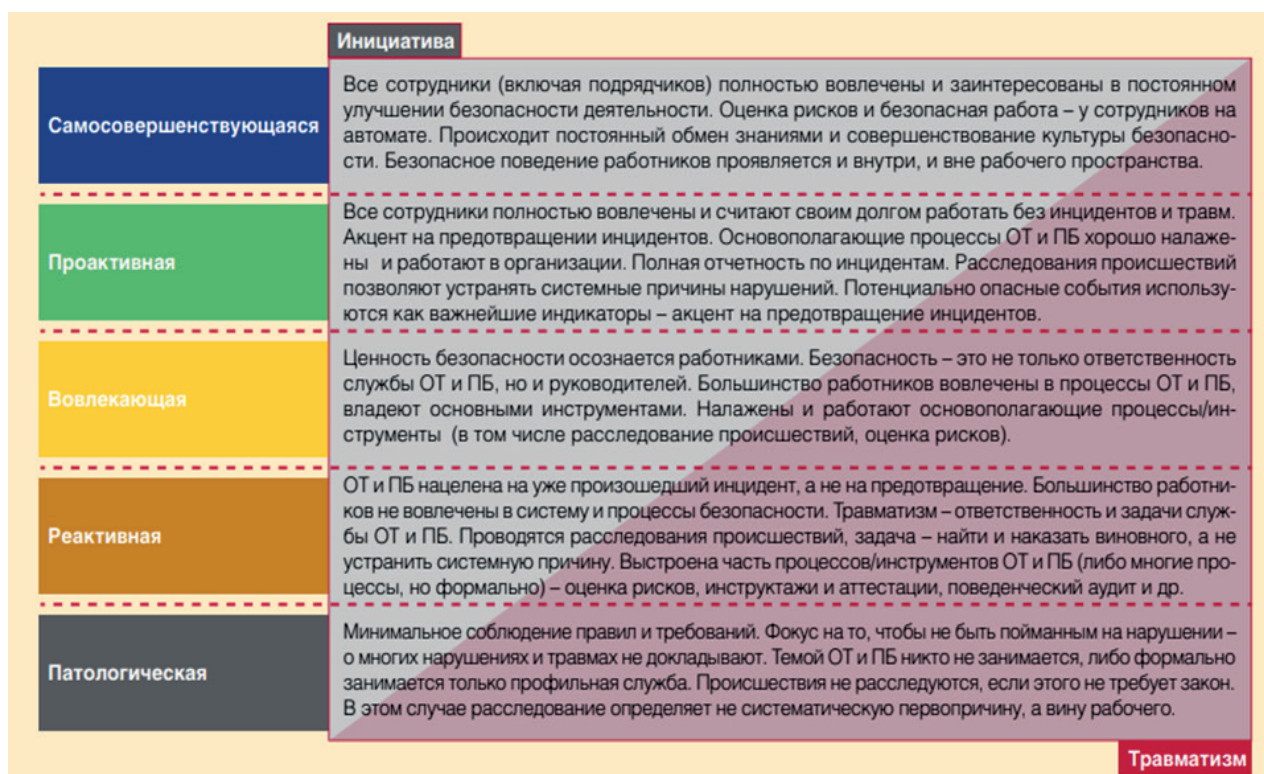 Инициатива
Самосовершенствующаяся
Все сотрудники (включая подрядчиков) полностью вовлечены и заинтересованы в постоянном
улучшении безопасности деятельности. Оценка рисков и безопасная работа – у сотрудников на
автомате. Происходит постоянный обмен знаниями и совершенствование культуры безопасно-
сти. Безопасное поведение работников проявляется и внутри, и вне рабочего пространства.
Проактивная
Все сотрудники полностью вовлечены и считают своим долгом работать без инцидентов и травм.
Акцент на предотвращении инцидентов. Основополагающие процессы ОТ и ПБ хорошо налаже-
ны и работают в организации. Полная отчетность по инцидентам. Расследования происшествий
позволяют устранять системные причины нарушений. Потенциально опасные события использу-
ются как важнейшие индикаторы – акцент на предотвращение инцидентов.
Вовлекающая
Ценность безопасности осознается работниками. Безопасность – это не только ответственность
службы ОТ и ПБ, но и руководителей. Большинство работников вовлечены в процессы ОТ и ПБ,
владеют основными инструментами. Налажены и работают основополагающие процессы/ин-
струменты (в том числе расследование происшествий, оценка рисков).
Реактивная
ОТ и ПБ нацелена на уже произошедший инцидент, а не на предотвращение. Большинство работни-
ков не вовлечены в систему и процессы безопасности. Травматизм – ответственность и задачи служ-
бы ОТ и ПБ. Проводятся расследования происшествий, задача – найти и наказать виновного, а не
устранить системную причину. Выстроена часть процессов/инструментов ОТ и ПБ (либо многие про-
цессы, но формально) – оценка рисков, инструктажи и аттестации, поведенческий аудит и др.
Патологическая
Минимальное соблюдение правил и требований. Фокус на то, чтобы не быть пойманным на нарушении –
о многих нарушениях и травмах не докладывают. Темой ОТ и ПБ никто не занимается, либо формально
занимается только профильная служба. Происшествия не расследуются, если этого не требует закон.
В этом случае расследование определяет не систематическую первопричину, а вину рабочего.
Травматизм